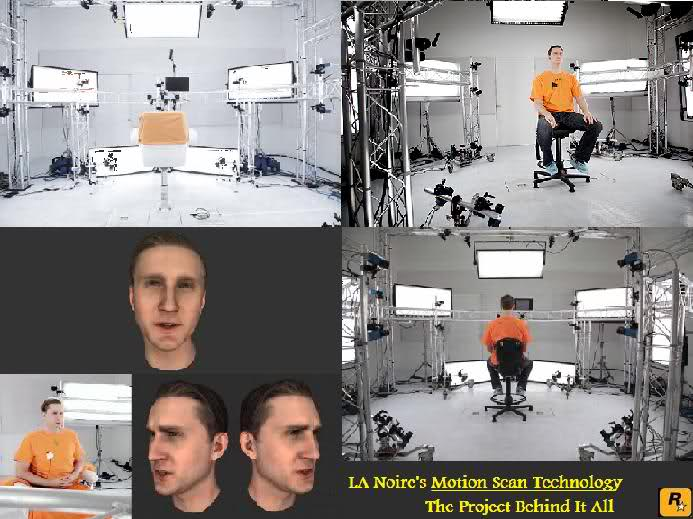 LA Noire's Motion Scan Technology
The Project Behind It All
R